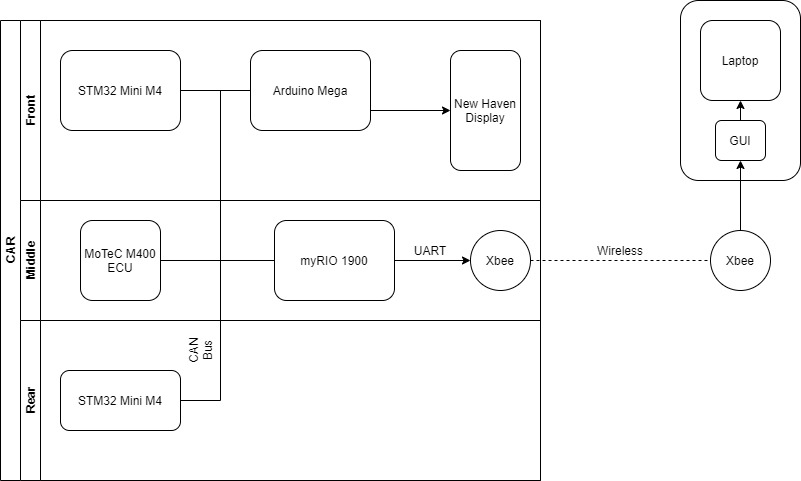 CAR
Front
STM32 Mini M4
Arduino Mega
New Haven
Display
Laptop
GUI
Middle
MoTeC M400
ECU
myRIO 1900
UART
Xbee
Wireless
Xbee
CAN
Bus
Rear
STM32 Mini M4